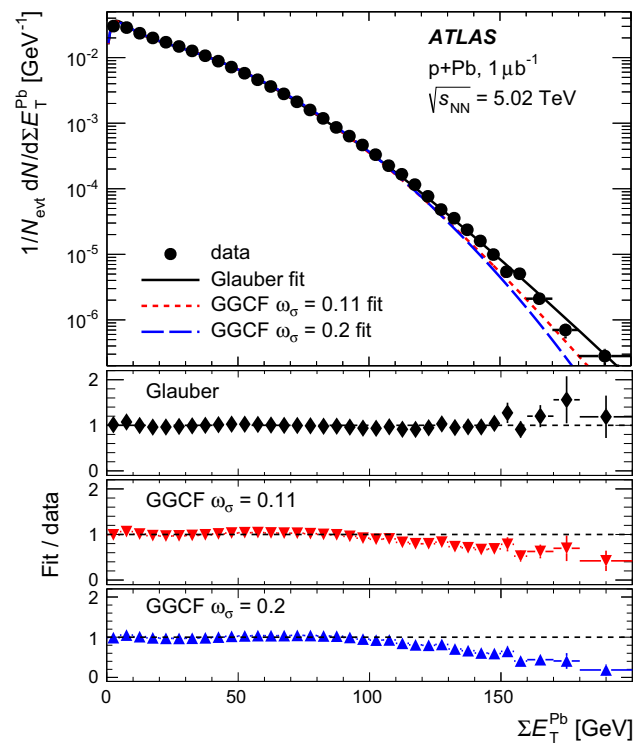 10⁻²
10⁻³
10⁻⁴
10⁻⁵
10⁻⁶
1/N_evt dN/dΣE_T^Pb [GeV⁻¹]
ATLAS
p+Pb, 1 μb⁻¹
√s_NN = 5.02 TeV
data
Glauber fit
GGCF ω_σ = 0.11 fit
GGCF ω_σ = 0.2 fit
2
Glauber
1
0
2
GGCF ω_σ = 0.11
1
0
Fit / data
2
GGCF ω_σ = 0.2
1
0
0 50 100 150
ΣE_T^Pb [GeV]